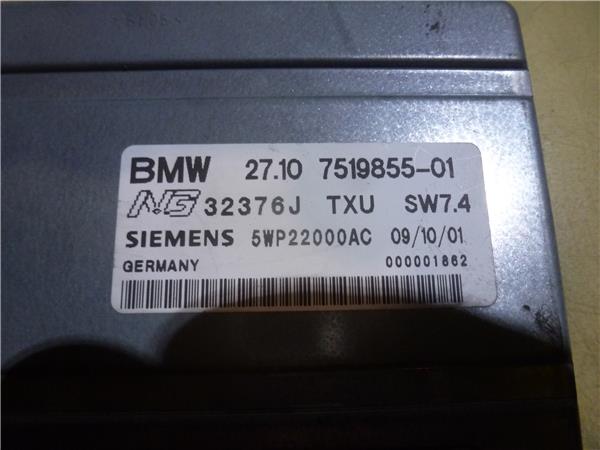 BMW 27.10 7519855-01
NG 32376J TXU SW7.4
SIEMENS 5WP22000AC 09/10/01
GERMANY 000001862